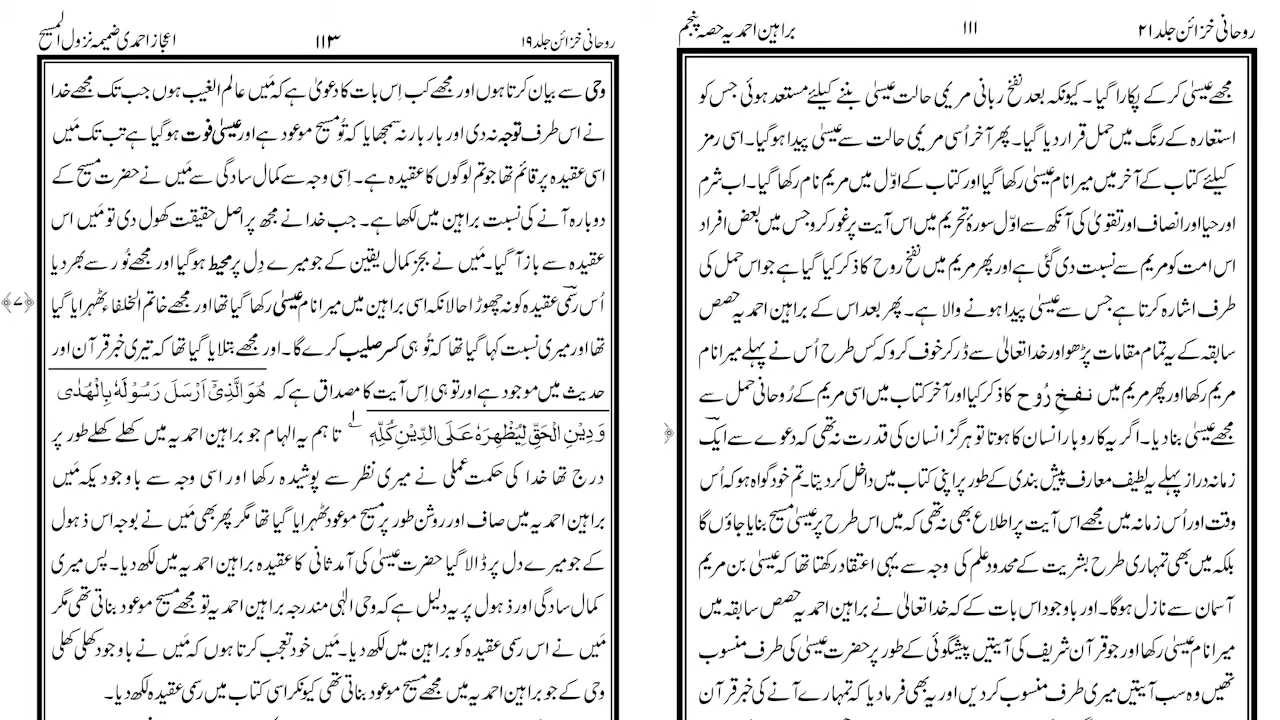 روحانی خزائن جلد ۲۱
۱۱۱
براہین احمدیہ حصہ پنجم
مجھے عیسیٰ کر کے پکارا گیا۔ کیونکہ بعد نفخ ربانی مریمی حالت عیسیٰ بننے کیلئے مستعد ہوئی جس کو
استعارہ کے رنگ میں حمل قرار دیا گیا۔ پھر آخر اُسی مریمی حالت سے عیسیٰ پیدا ہو گیا۔ اسی رمز
کیلئے کتاب کے آخر میں میرا نام عیسیٰ رکھا گیا اور کتاب کے اوّل میں مریم نام رکھا گیا۔ اب شرم
اور حیا اور انصاف اور تقویٰ کی آنکھ سے اوّل سورۂ تحریم میں اس آیت پر غور کرو جس میں بعض افراد
اس امت کو مریم سے نسبت دی گئی ہے اور پھر مریم میں نفخ روح کا ذکر کیا گیا ہے جو اس حمل کی
طرف اشارہ کرتا ہے جس سے عیسیٰ پیدا ہونے والا ہے۔ پھر بعد اس کے براہین احمدیہ حصص
سابقہ کے یہ تمام مقامات پڑھو اور خدا تعالیٰ سے ڈر کر خوف کرو کہ کس طرح اُس نے پہلے میرا نام
مریم رکھا اور پھر مریم میں نفخِ رُوح کا ذکر کیا اور آخر کتاب میں اسی مریم کے رُوحانی حمل سے
مجھے عیسیٰ بنا دیا۔ اگر یہ کاروبار انسان کا ہوتا تو ہرگز انسان کی قدرت نہ تھی کہ دعوے سے ایک
زمانہ دراز پہلے یہ لطیف معارف پیش بندی کے طور پر اپنی کتاب میں داخل کر دیتا۔ تم خود گواہ ہو کہ اُس
وقت اور اُس زمانہ میں مجھے اس آیت پر اطلاع بھی نہ تھی کہ میں اس طرح پر عیسیٰ مسیح بنایا جاؤں گا
بلکہ میں بھی تمہاری طرح بشریت کے محدود علم کی وجہ سے یہی اعتقاد رکھتا تھا کہ عیسیٰ بن مریم
آسمان سے نازل ہوگا۔ اور باوجود اس بات کے کہ خدا تعالیٰ نے براہین احمدیہ حصص سابقہ میں
میرا نام عیسیٰ رکھا اور جو قرآن شریف کی آیتیں پیشگوئی کے طور پر حضرت عیسیٰ کی طرف منسوب
تھیں وہ سب آیتیں میری طرف منسوب کر دیں اور یہ بھی فرما دیا کہ تمہارے آنے کی خبر قرآن
روحانی خزائن جلد ۱۹
۱۱۳
اعجاز احمدی ضمیمہ نزول المسیح
وحی سے بیان کرتا ہوں اور مجھے کب اِس بات کا دعویٰ ہے کہ مَیں عالم الغیب ہوں جب تک مجھے خدا
نے اس طرف توجہ نہ دی اور بار بار نہ سمجھایا کہ تُو مسیح موعود ہے اور عیسیٰ فوت ہو گیا ہے تب تک مَیں
اسی عقیدہ پر قائم تھا جو تم لوگوں کا عقیدہ ہے۔ اِسی وجہ سے کمال سادگی سے مَیں نے حضرت مسیح کے
دوبارہ آنے کی نسبت براہین میں لکھا ہے۔ جب خدا نے مجھ پر اصل حقیقت کھول دی تو مَیں اس
عقیدہ سے باز آ گیا۔ مَیں نے بجز کمال یقین کے جو میرے دِل پر محیط ہو گیا اور مجھے نُور سے بھر دیا
﴿۷﴾
اُس رسمی عقیدہ کو نہ چھوڑا حالانکہ اسی براہین میں میرا نام عیسیٰ رکھا گیا تھا اور مجھے خاتم الخلفاء ٹھہرایا گیا
تھا اور میری نسبت کہا گیا تھا کہ تُو ہی کسر صلیب کرے گا۔ اور مجھے بتلایا گیا تھا کہ تیری خبر قرآن اور
حدیث میں موجود ہے اور تو ہی اِس آیت کا مصداق ہے کہ هُوَ الَّذِيْٓ اَرْسَلَ رَسُوْلَهٗ بِالْهُدٰى
وَدِيْنِ الْحَقِّ لِيُظْهِرَهٗ عَلَى الدِّيْنِ كُلِّهٖ ۱؎ تا ہم یہ الہام جو براہین احمدیہ میں کھلے کھلے طور پر
درج تھا خدا کی حکمت عملی نے میری نظر سے پوشیدہ رکھا اور اسی وجہ سے باوجودیکہ مَیں
براہین احمدیہ میں صاف اور روشن طور پر مسیح موعود ٹھہرایا گیا تھا مگر پھر بھی مَیں نے بوجہ اس ذہول
کے جو میرے دل پر ڈالا گیا حضرت عیسیٰ کی آمد ثانی کا عقیدہ براہین احمدیہ میں لکھ دیا۔ پس میری
کمال سادگی اور ذہول پر یہ دلیل ہے کہ وحی الٰہی مندرجہ براہین احمدیہ تو مجھے مسیح موعود بناتی تھی مگر
مَیں نے اس رسمی عقیدہ کو براہین میں لکھ دیا۔ مَیں خود تعجب کرتا ہوں کہ مَیں نے باوجود کھلی کھلی
وحی کے جو براہین احمدیہ میں مجھے مسیح موعود بناتی تھی کیونکر اسی کتاب میں رسمی عقیدہ لکھ دیا۔